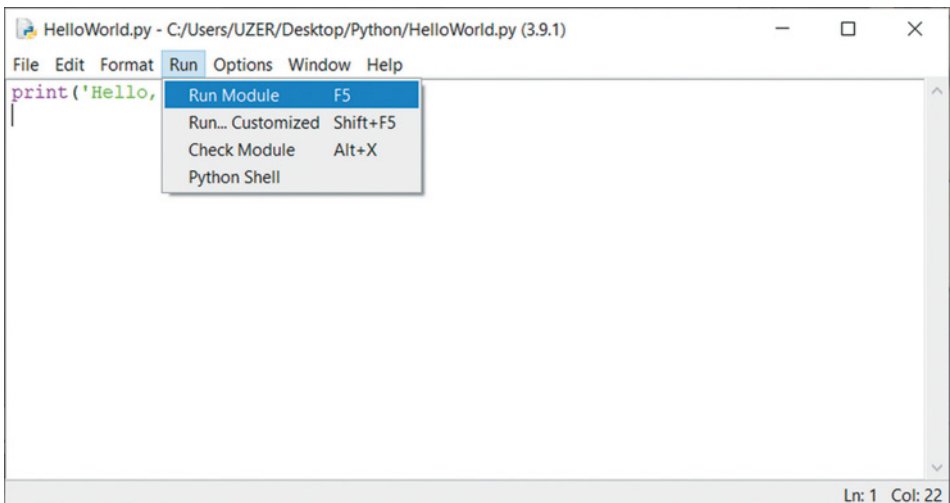 HelloWorld.py - C:/Users/UZER/Desktop/Python/HelloWorld.py (3.9.1)
File Edit Format Run Options Window Help
print('Hello,
Run Module F5
Run... Customized Shift+F5
Check Module Alt+X
Python Shell
Ln: 1 Col: 22